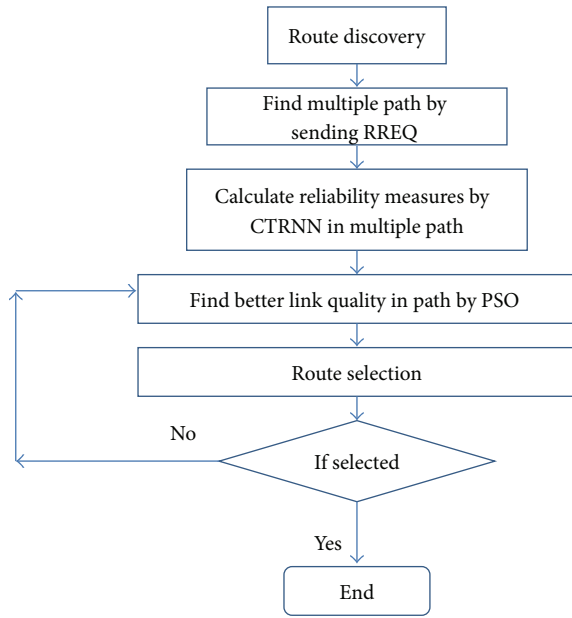 Route discovery
Find multiple path by
sending RREQ
Calculate reliability measures by
CTRNN in multiple path
Find better link quality in path by PSO
Route selection
No
If selected
Yes
End